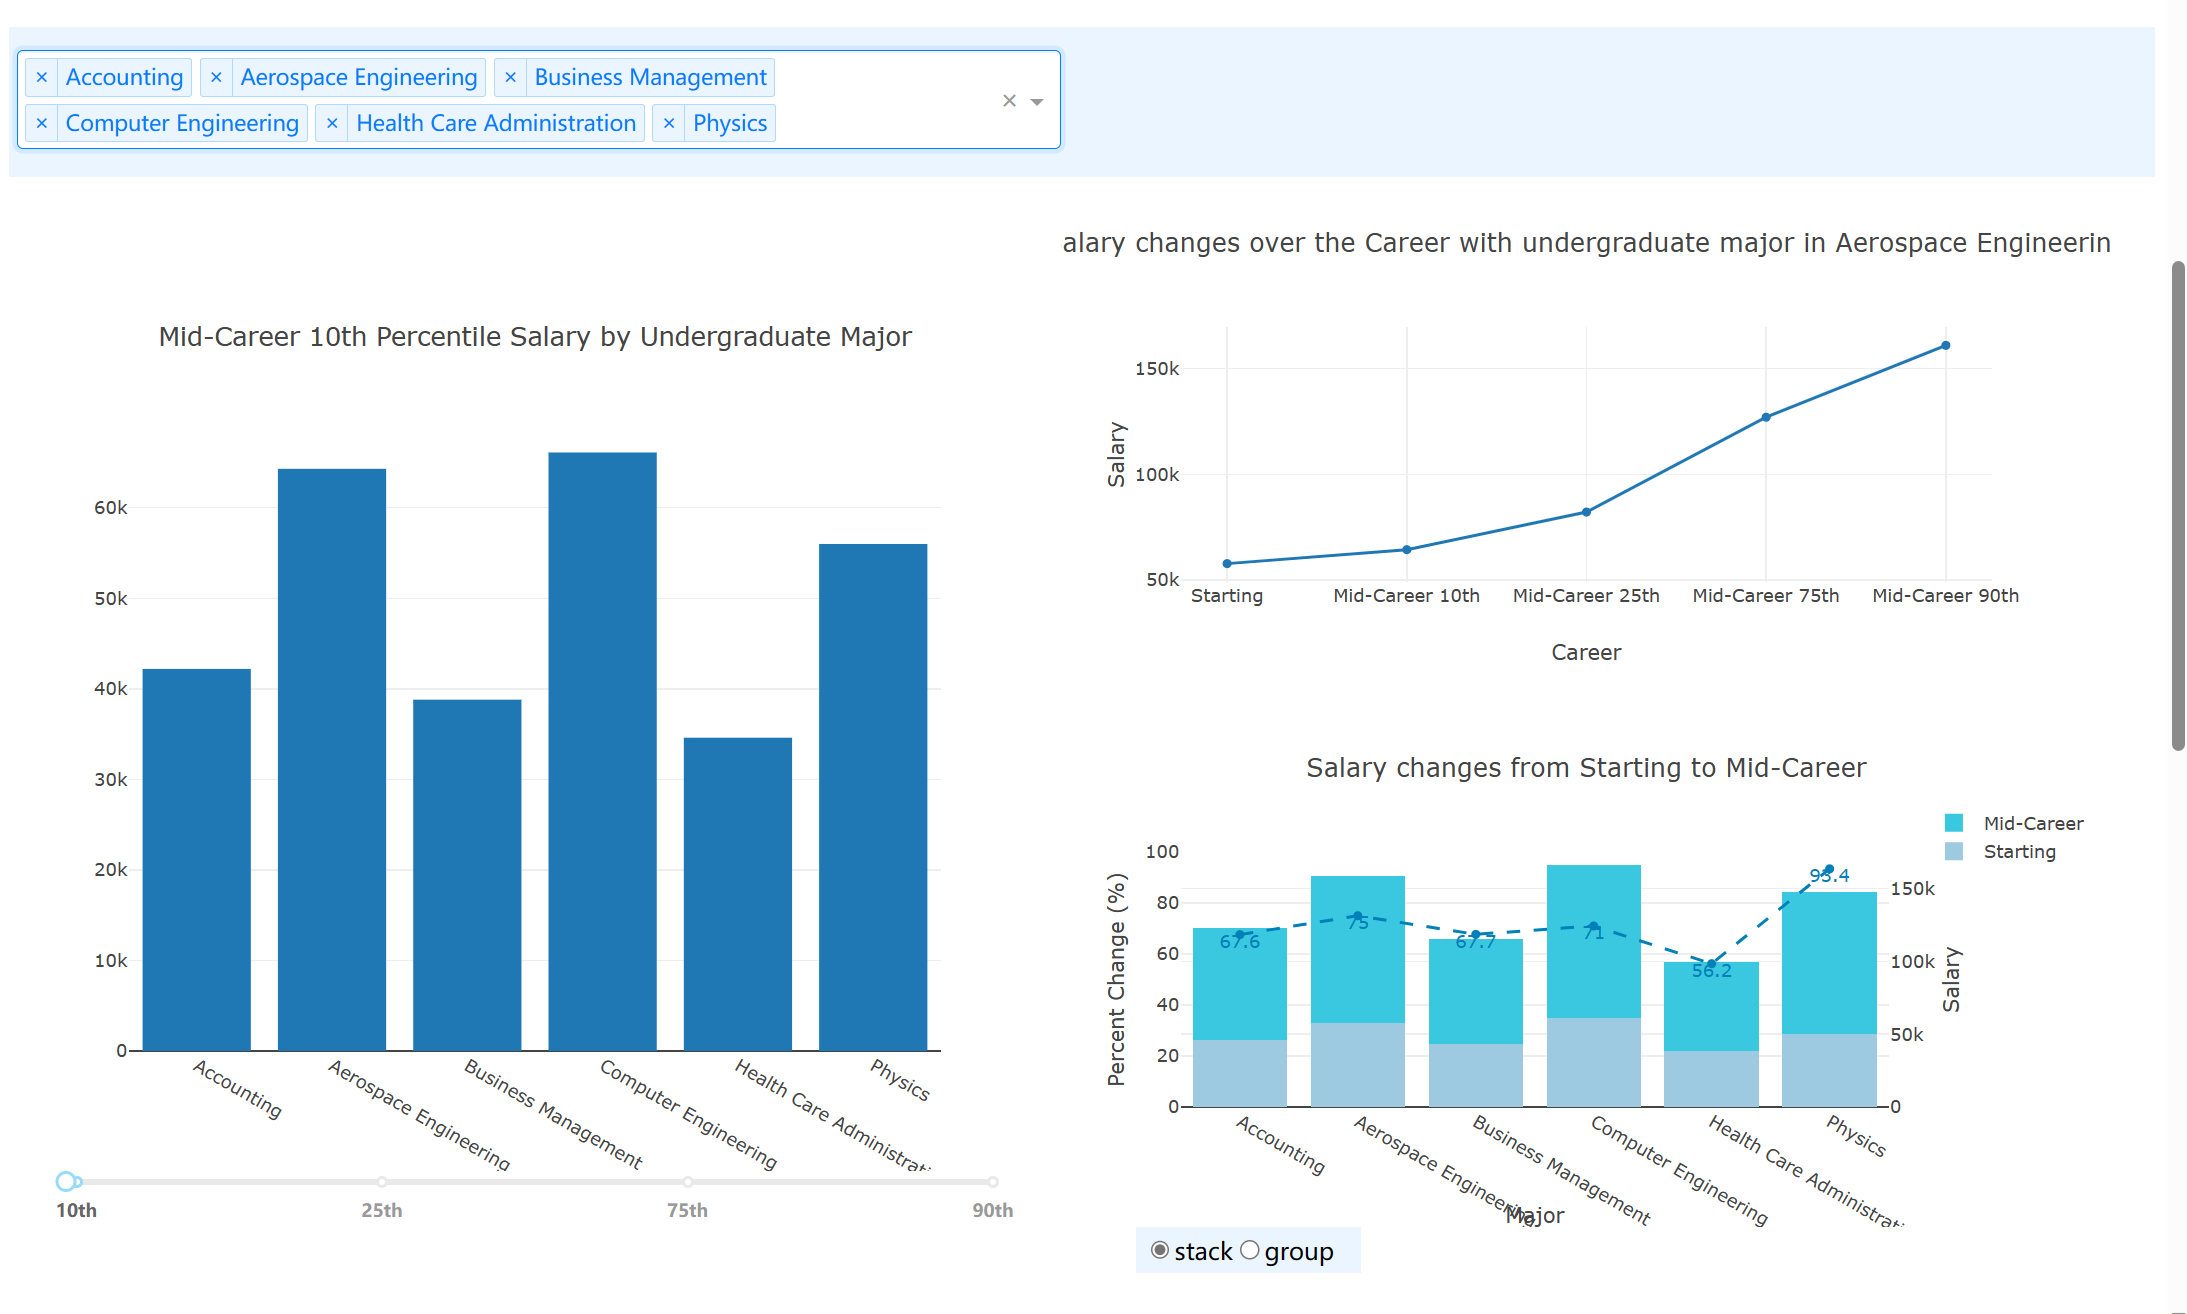 × Accounting × Aerospace Engineering × Business Management
× Computer Engineering × Health Care Administration × Physics
×
alary changes over the Career with undergraduate major in Aerospace Engineerin
Mid-Career 10th Percentile Salary by Undergraduate Major
60k
50k
40k
30k
20k
10k
0
Accounting
Aerospace Engineering
Business Management
Computer Engineering
Health Care Administrati
Physics
10th 25th 75th 90th
150k
100k
50k
Salary
Starting Mid-Career 10th Mid-Career 25th Mid-Career 75th Mid-Career 90th
Career
Salary changes from Starting to Mid-Career
Mid-Career
Starting
100
80
60
40
20
0
Percent Change (%)
67.6
75
67.7
71
56.2
93.4
150k
100k
50k
0
Salary
Accounting
Aerospace Engineering
Business Management
Computer Engineering
Health Care Administrati
Physics
Major
stack group